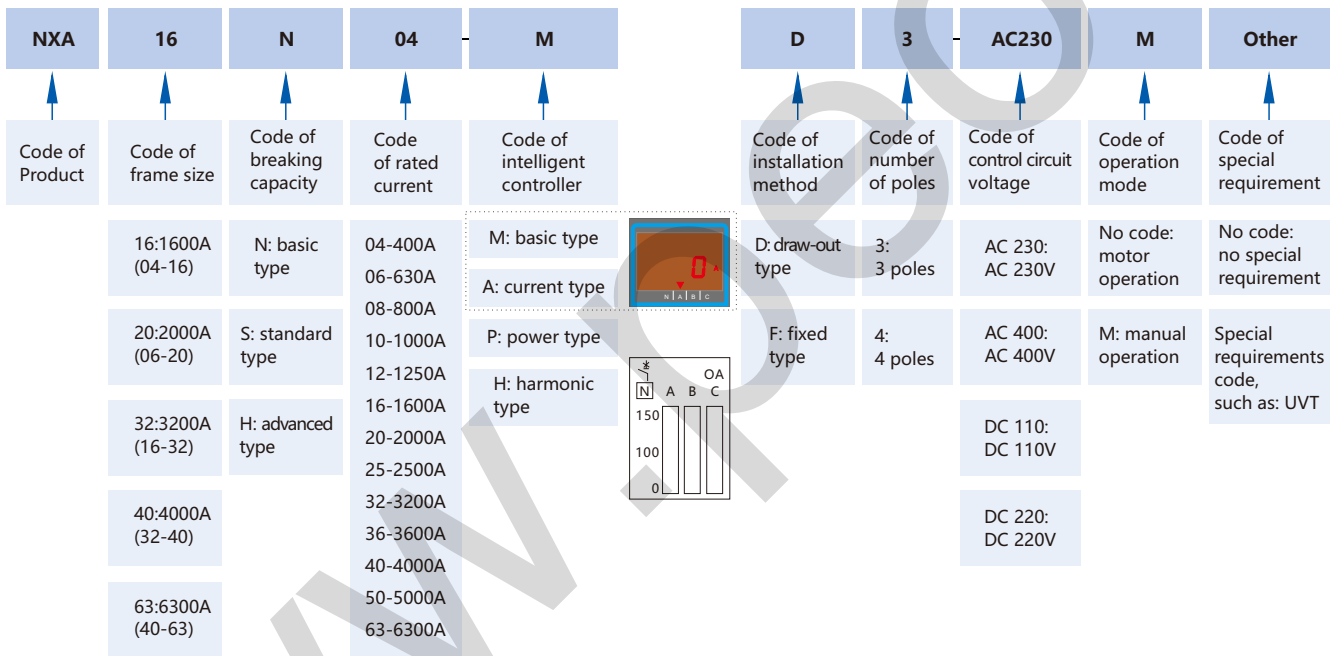 NXA 16 N 04 - M D 3 - AC230 M Other
Code of
Product
Code of
frame size
Code of
breaking
capacity
Code
of rated
current
Code of
intelligent
controller
Code of
installation
method
Code of
number
of poles
Code of
control circuit
voltage
Code of
operation
mode
Code of
special
requirement
16:1600A
(04-16)
20:2000A
(06-20)
32:3200A
(16-32)
40:4000A
(32-40)
63:6300A
(40-63)
N: basic
type
S: standard
type
H: advanced
type
04-400A
06-630A
08-800A
10-1000A
12-1250A
16-1600A
20-2000A
25-2500A
32-3200A
36-3600A
40-4000A
50-5000A
63-6300A
M: basic type
A: current type
P: power type
H: harmonic
type
0 A
N A B C
OA
N A B C
150
100
0
D: draw-out
type
F: fixed
type
3:
3 poles
4:
4 poles
AC 230:
AC 230V
AC 400:
AC 400V
DC 110:
DC 110V
DC 220:
DC 220V
No code:
motor
operation
M: manual
operation
No code:
no special
requirement
Special
requirements
code,
such as: UVT